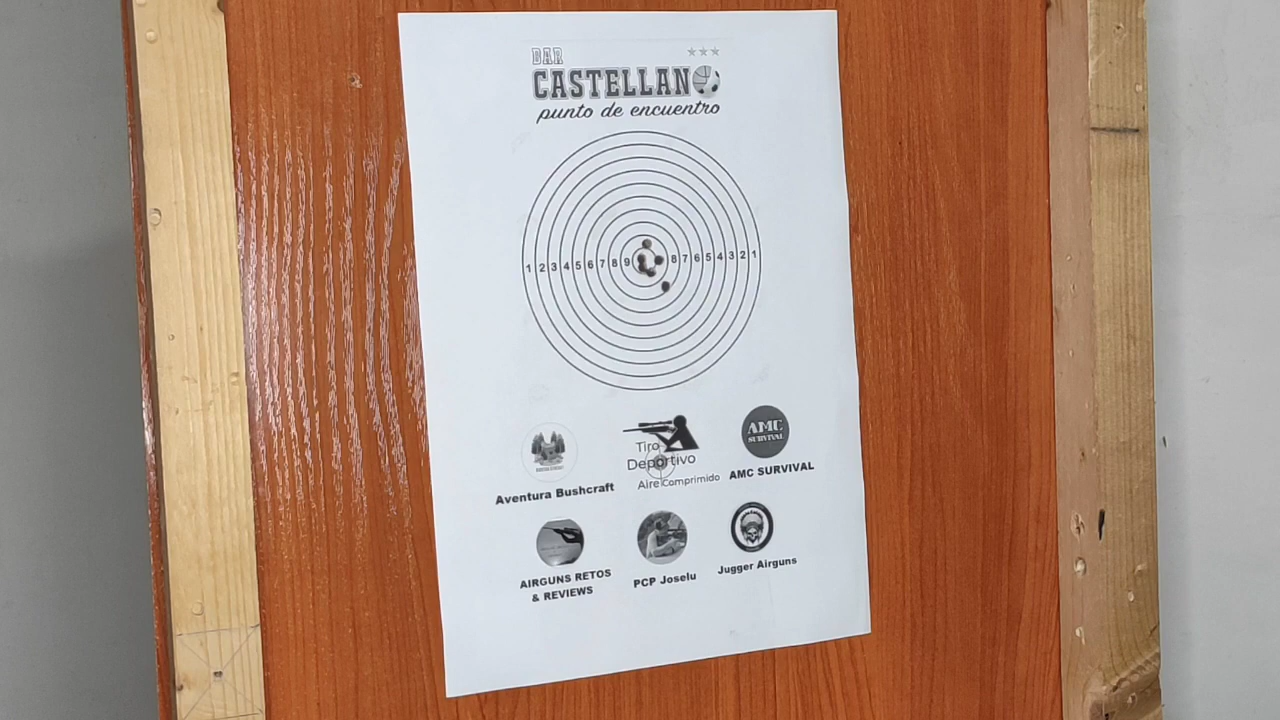 BAR
CASTELLANO
punto de encuentro
1 2 3 4 5 6 7 8 9 8 7 6 5 4 3 2 1
Tiro
Deportivo
Aire Comprimido
AMC
SURVIVAL
Aventura Bushcraft
AMC SURVIVAL
AIRGUNS RETOS
& REVIEWS
PCP Joselu
Jugger Airguns